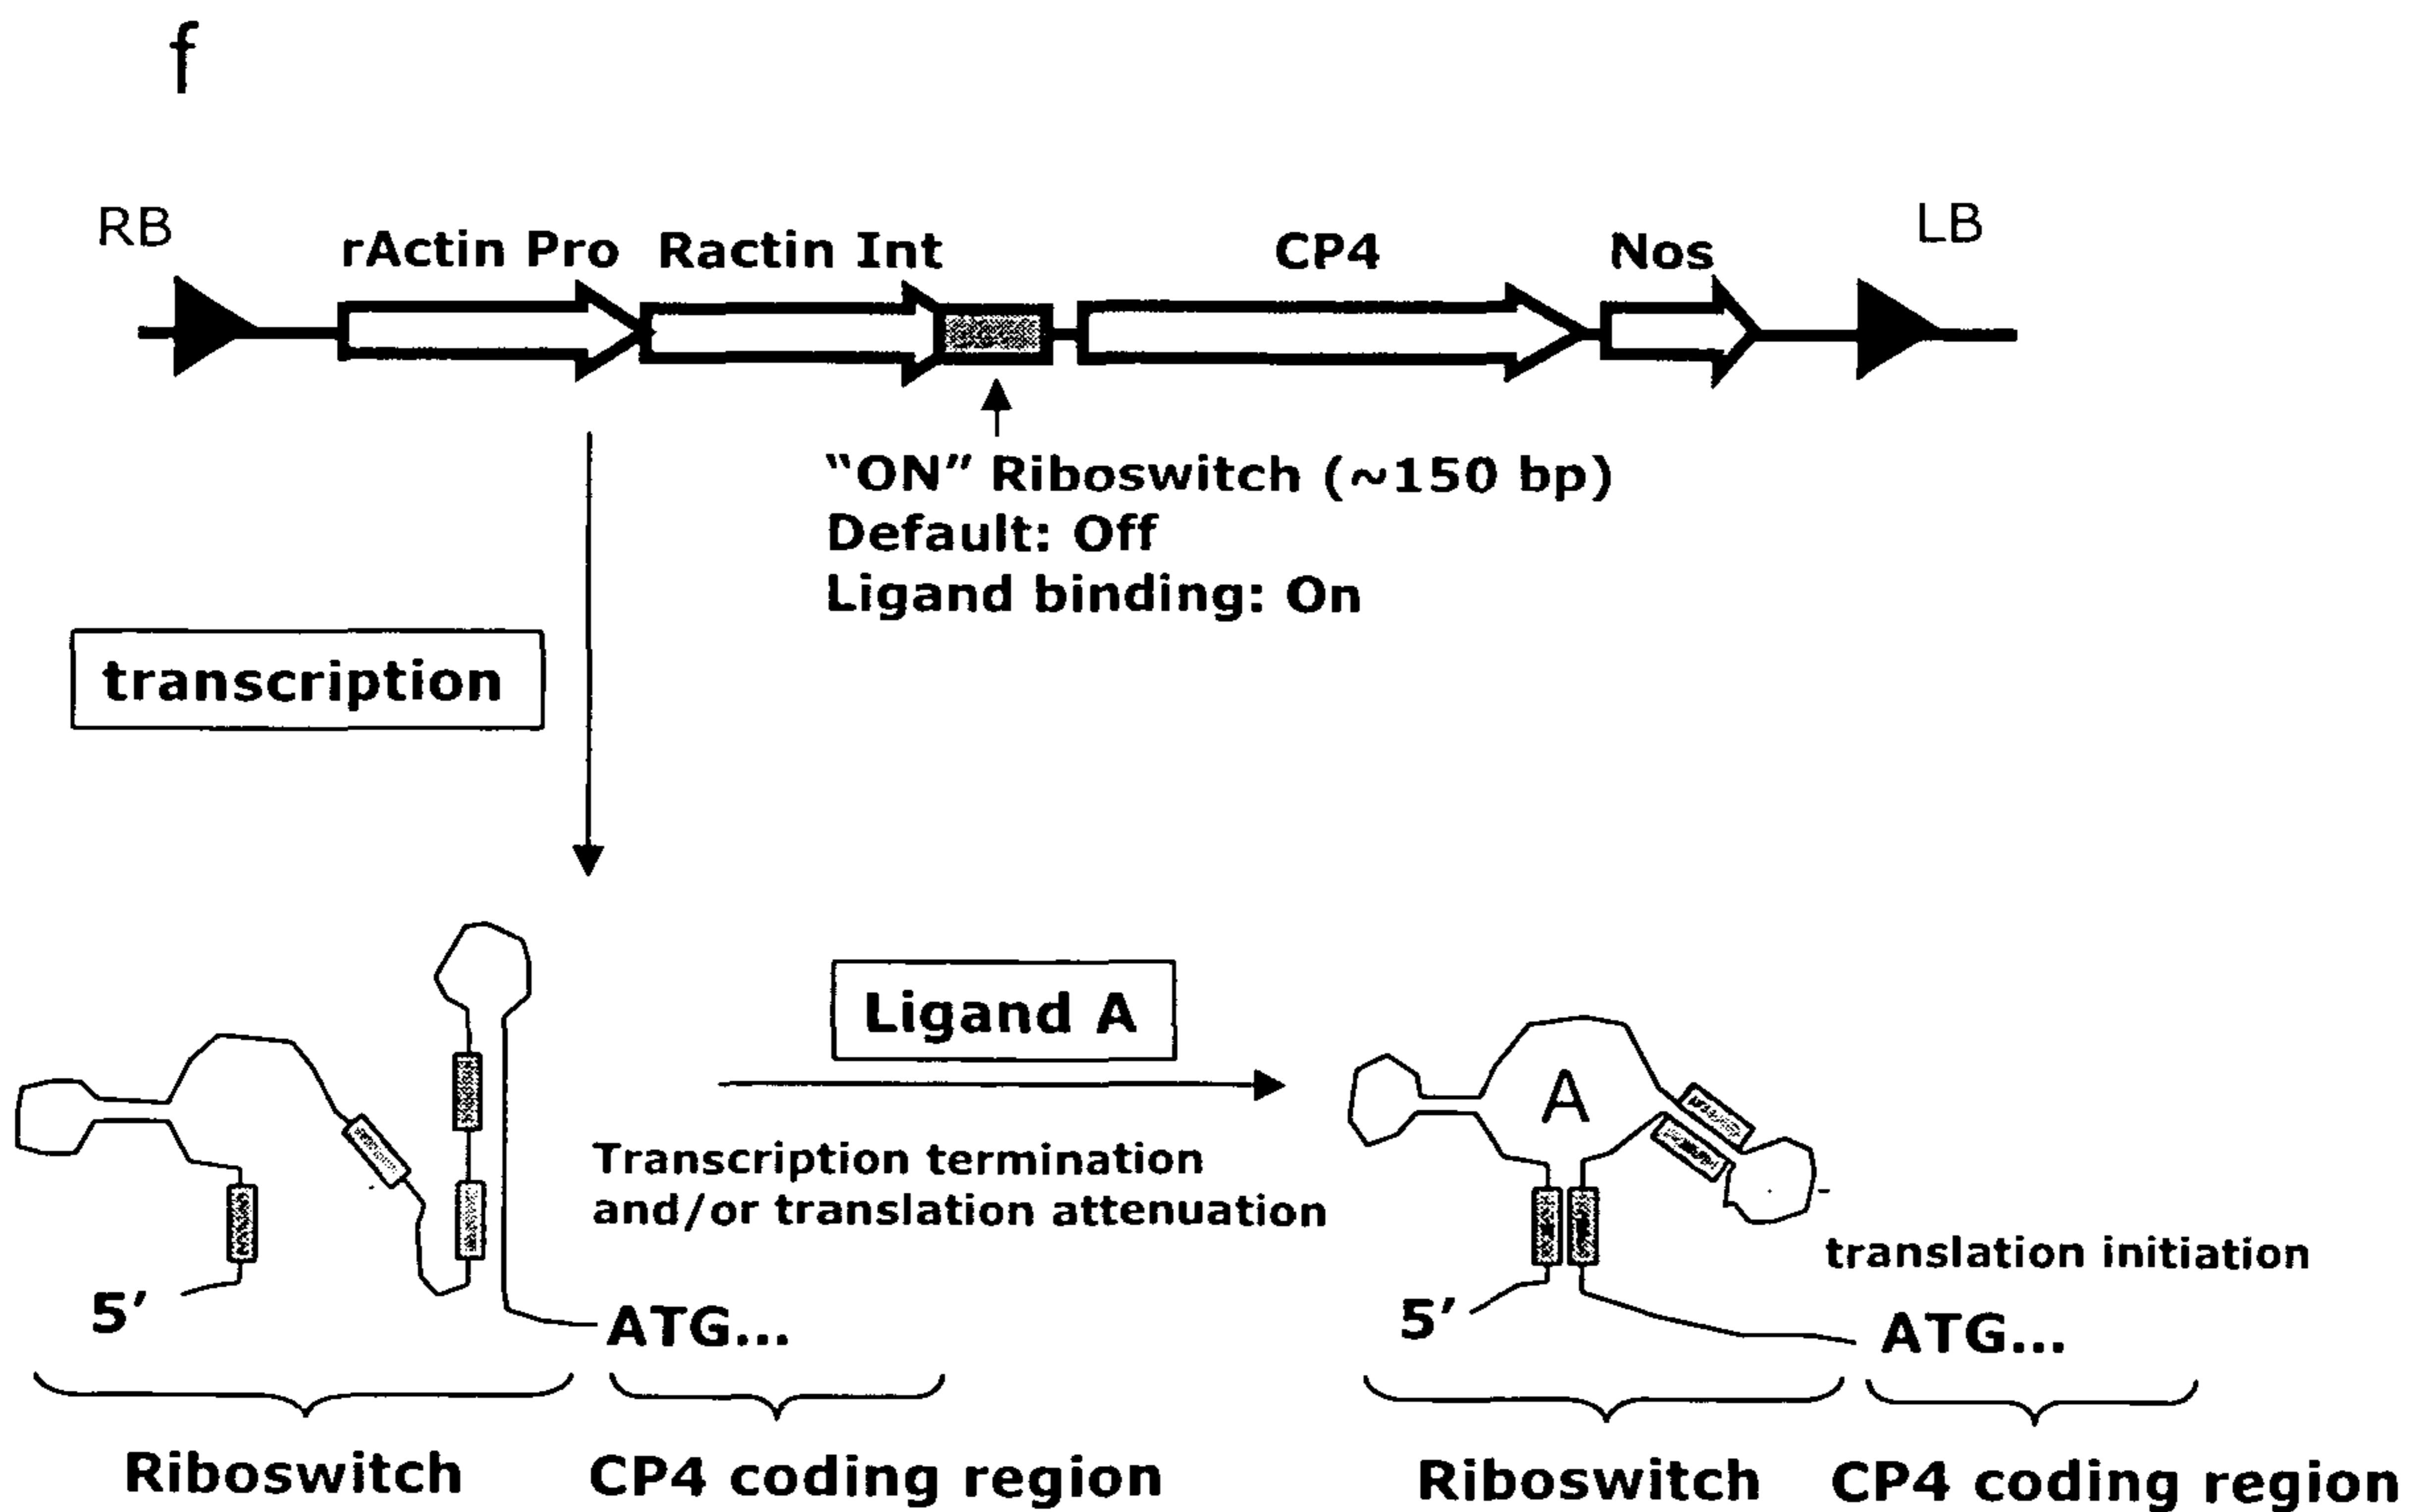 f
RB
rActin Pro
Ractin Int
CP4
Nos
LB
“ON” Riboswitch (~150 bp)
Default: Off
Ligand binding: On
transcription
Ligand A
Transcription termination
and/or translation attenuation
A
translation initiation
5’
ATG...
5’
ATG...
Riboswitch
CP4 coding region
Riboswitch
CP4 coding region